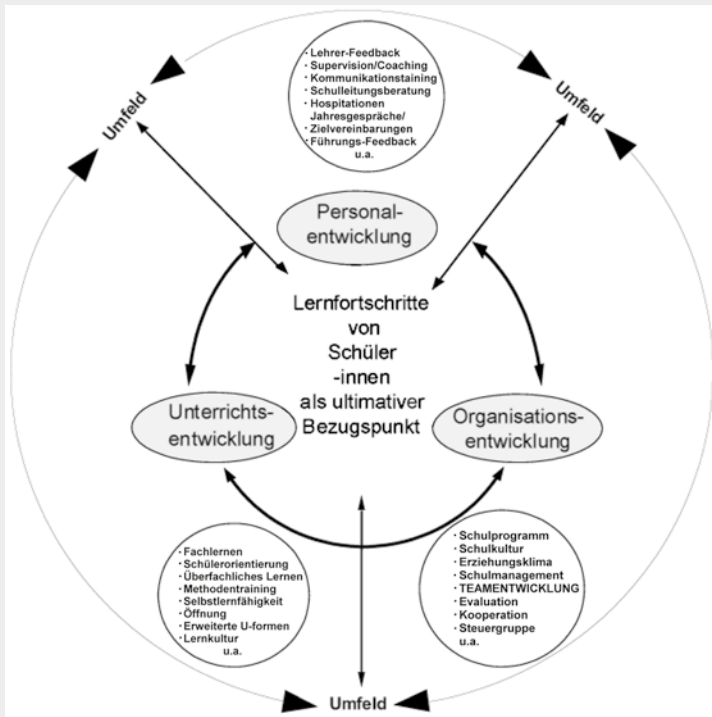 · Lehrer-Feedback
· Supervision/Coaching
· Kommunikationstaining
· Schulleitungsberatung
· Hospitationen
Jahresgespräche/
· Zielvereinbarungen
· Führungs-Feedback
u.a.
Umfeld
Umfeld
Personal-
entwicklung
Lernfortschritte
von
Schüler
-innen
als ultimativer
Bezugspunkt
Unterrichts-
entwicklung
Organisations-
entwicklung
· Fachlernen
· Schülerorientierung
· Überfachliches Lernen
· Methodentraining
· Selbstlernfähigkeit
· Öffnung
· Erweiterte U-formen
· Lernkultur
u.a.
· Schulprogramm
· Schulkultur
· Erziehungsklima
· Schulmanagement
· TEAMENTWICKLUNG
· Evaluation
· Kooperation
· Steuergruppe
u.a.
Umfeld